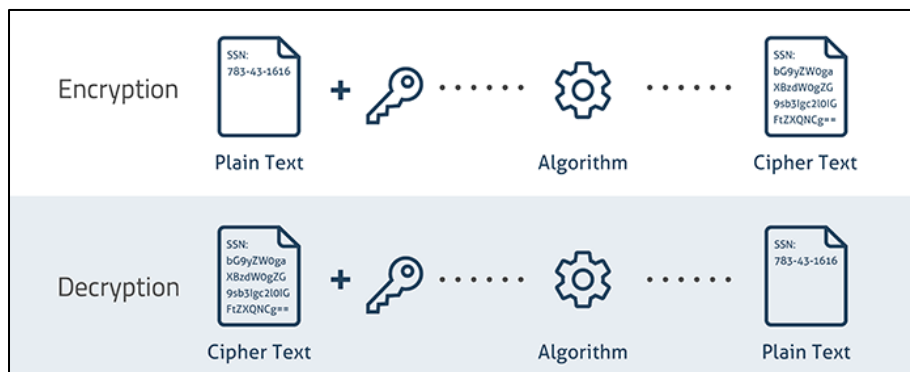 Encryption
SSN:
783-43-1616
+
SSN:
bG9yZW0ga
XBzdW0gZG
9sb3Igc2l0IG
FtZXQNCg==
Plain Text
Algorithm
Cipher Text
Decryption
SSN:
bG9yZW0ga
XBzdW0gZG
9sb3Igc2l0IG
FtZXQNCg==
+
SSN:
783-43-1616
Cipher Text
Algorithm
Plain Text